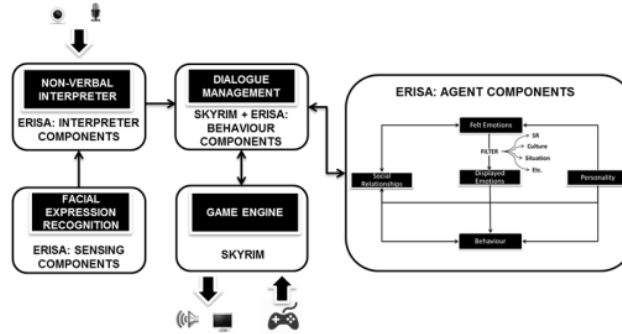 NON-VERBAL
INTERPRETER
ERISA: INTERPRETER
COMPONENTS
FACIAL
EXPRESSION
RECOGNITION
ERISA: SENSING
COMPONENTS
DIALOGUE
MANAGEMENT
SKYRIM + ERISA:
BEHAVIOUR
COMPONENTS
GAME ENGINE
SKYRIM
ERISA: AGENT COMPONENTS
Felt Emotions
FILTER
SR
Culture
Situation
Etc.
Social
Relationships
Displayed
Emotions
Personality
Behaviour